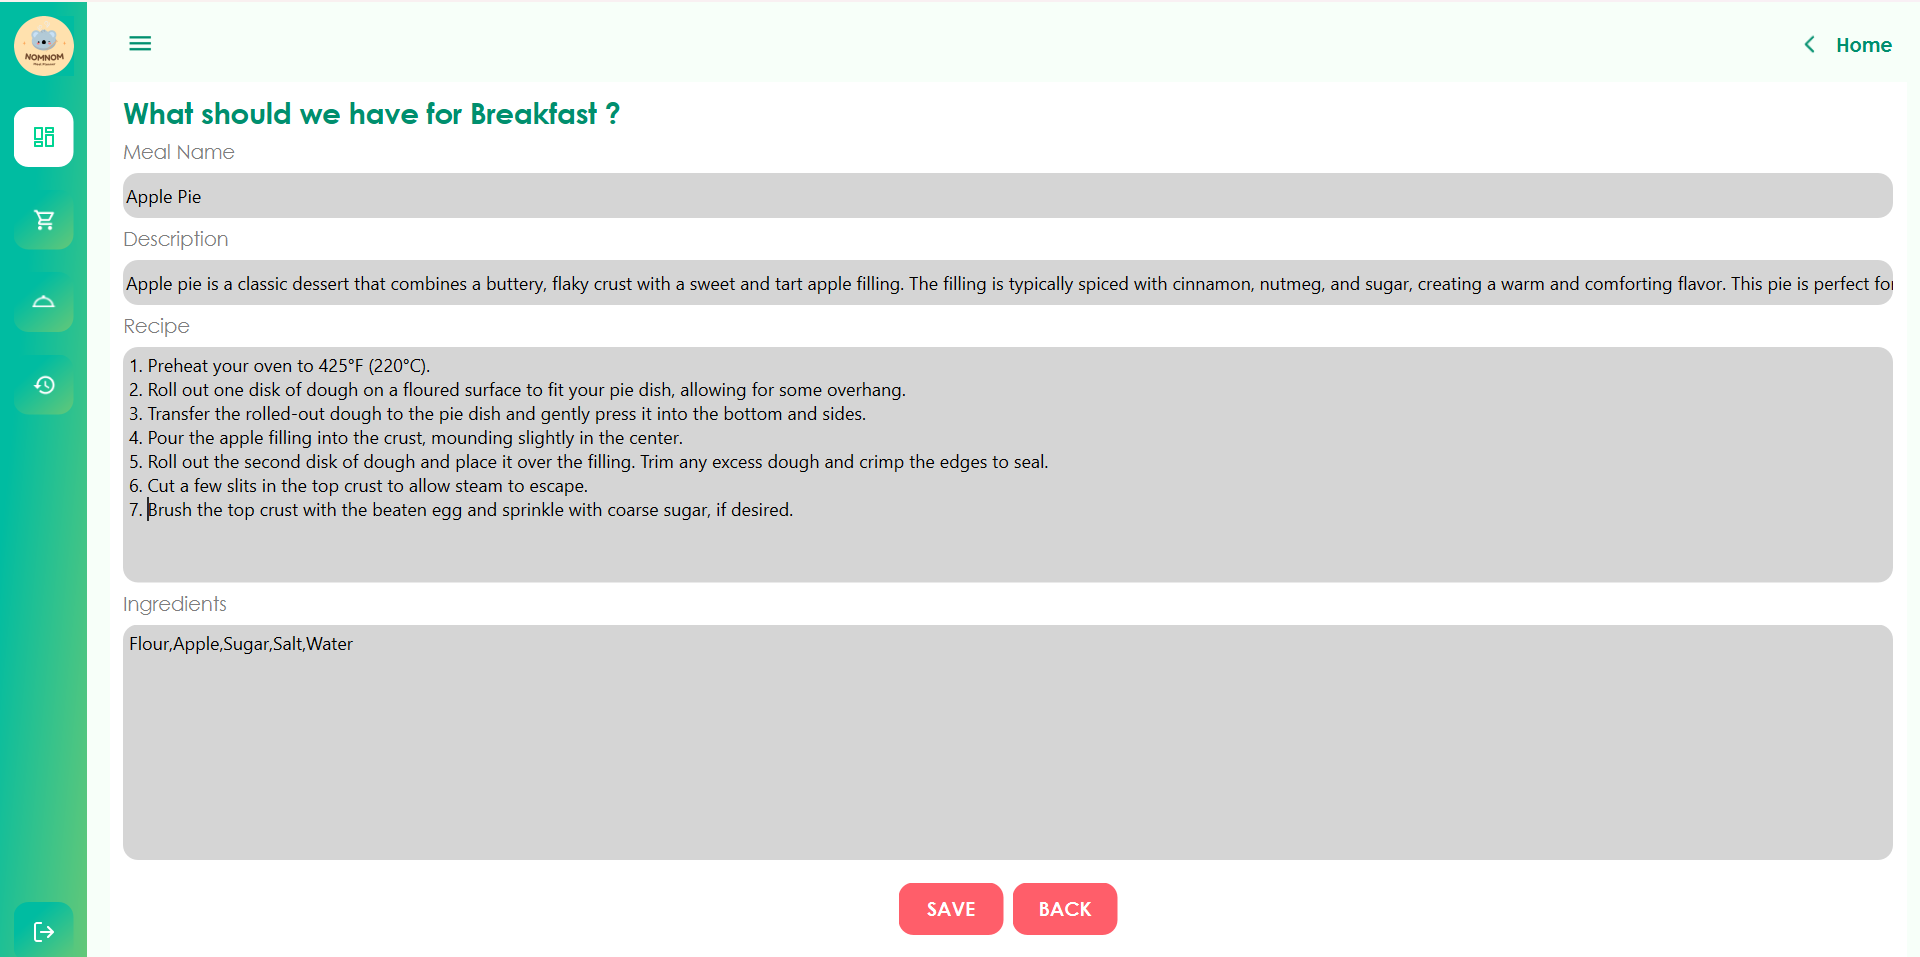 NOMNOM
Meal Planner
Home
What should we have for Breakfast ?
Meal Name
Apple Pie
Description
Apple pie is a classic dessert that combines a buttery, flaky crust with a sweet and tart apple filling. The filling is typically spiced with cinnamon, nutmeg, and sugar, creating a warm and comforting flavor. This pie is perfect for
Recipe
1. Preheat your oven to 425°F (220°C).
2. Roll out one disk of dough on a floured surface to fit your pie dish, allowing for some overhang.
3. Transfer the rolled-out dough to the pie dish and gently press it into the bottom and sides.
4. Pour the apple filling into the crust, mounding slightly in the center.
5. Roll out the second disk of dough and place it over the filling. Trim any excess dough and crimp the edges to seal.
6. Cut a few slits in the top crust to allow steam to escape.
7. Brush the top crust with the beaten egg and sprinkle with coarse sugar, if desired.
Ingredients
Flour,Apple,Sugar,Salt,Water
SAVE
BACK